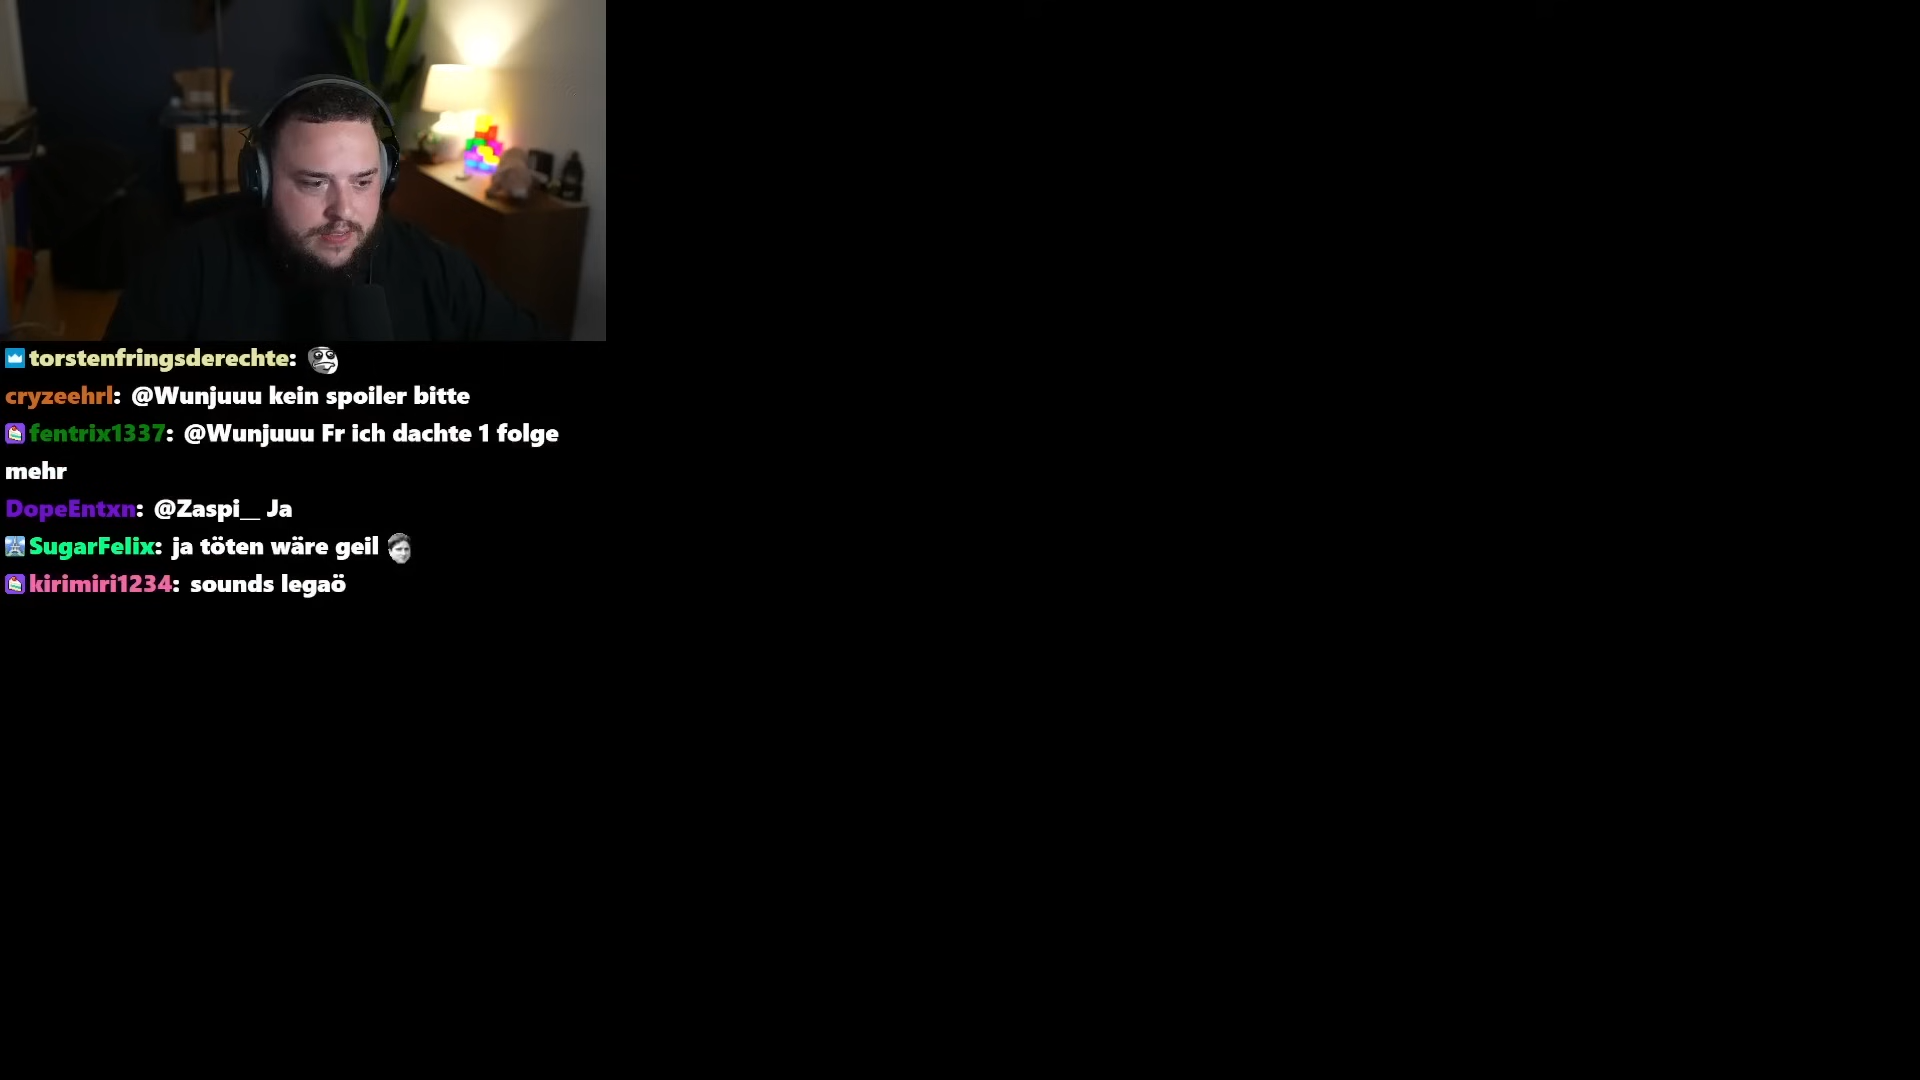 torstenfringsderechte:
cryzeehrl: @Wunjuuu kein spoiler bitte
fentrix1337: @Wunjuuu Fr ich dachte 1 folge
mehr
DopeEntxn: @Zaspi__ Ja
SugarFelix: ja töten wäre geil
kirimiri1234: sounds legaö